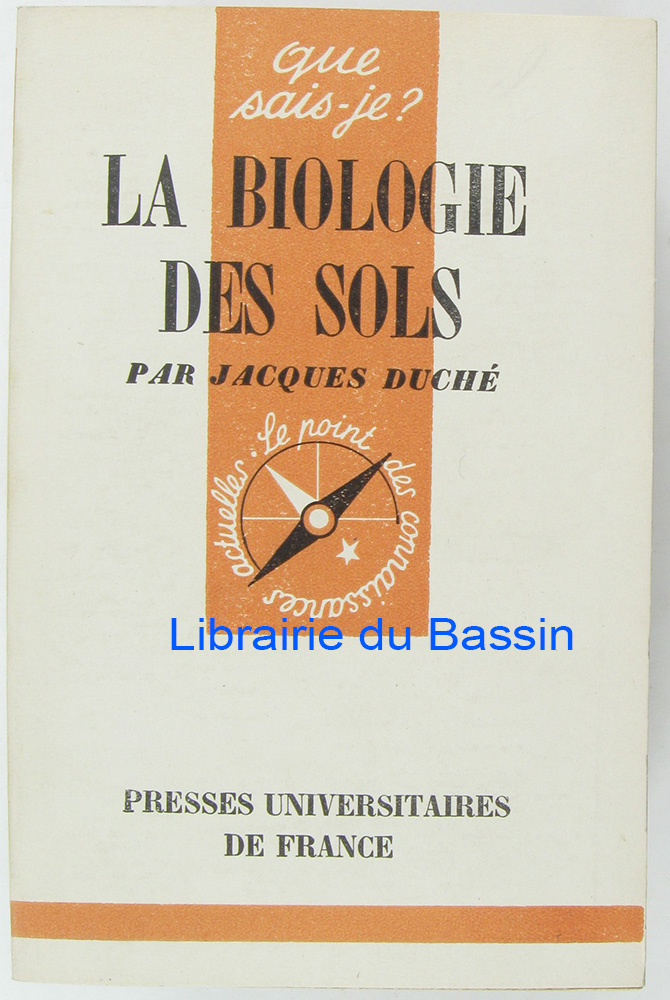 que
sais-je?
LA BIOLOGIE
DES SOLS
PAR JACQUES DUCHÉ
Le point des connaissances actuelles.
Librairie du Bassin
PRESSES UNIVERSITAIRES
DE FRANCE